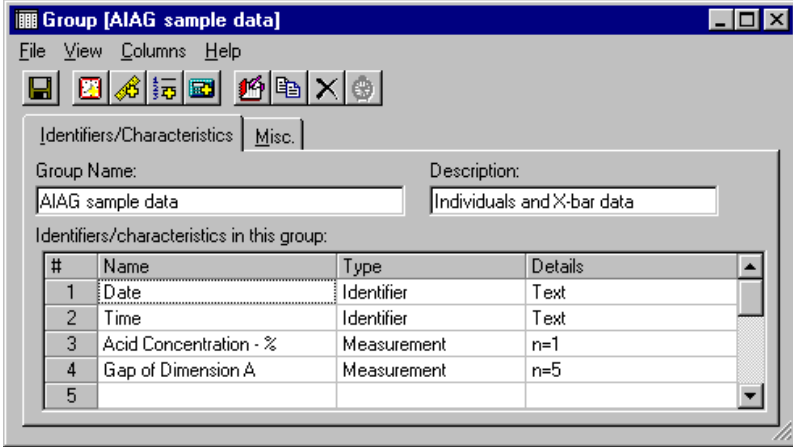 Group [AIAG sample data]
File View Columns Help
Identifiers/Characteristics Misc.
Group Name: Description:
AIAG sample data Individuals and X-bar data
Identifiers/characteristics in this group:
# Name Type Details
1 Date Identifier Text
2 Time Identifier Text
3 Acid Concentration - % Measurement n=1
4 Gap of Dimension A Measurement n=5
5